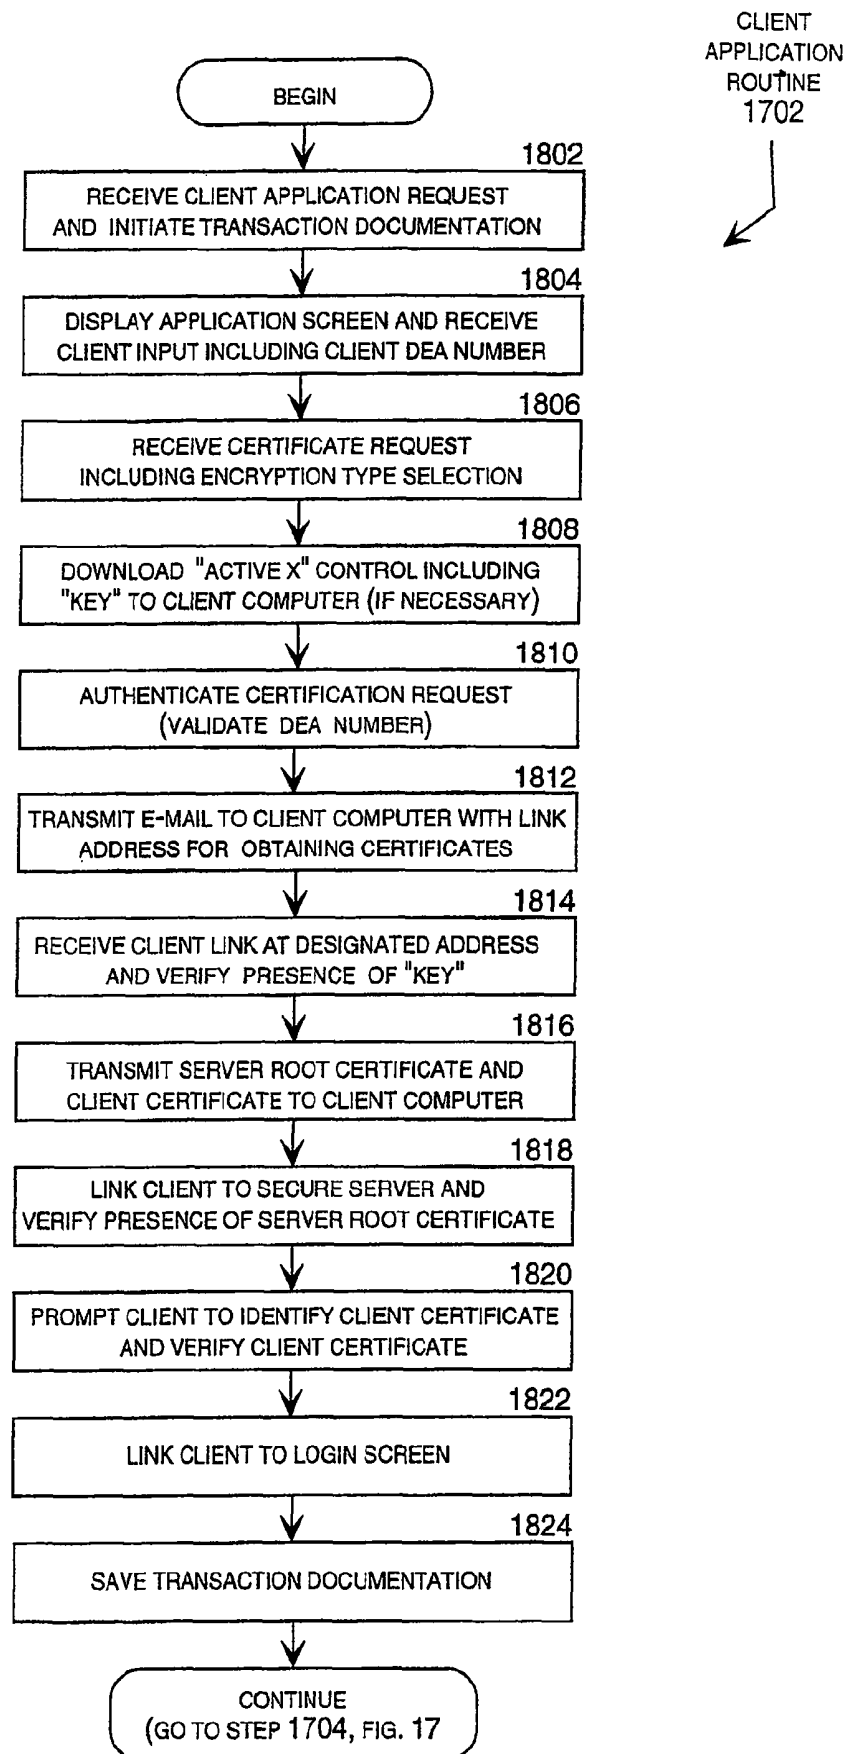 CLIENT
APPLICATION
ROUTINE
1702
BEGIN
1802
RECEIVE CLIENT APPLICATION REQUEST
AND INITIATE TRANSACTION DOCUMENTATION
1804
DISPLAY APPLICATION SCREEN AND RECEIVE
CLIENT INPUT INCLUDING CLIENT DEA NUMBER
1806
RECEIVE CERTIFICATE REQUEST
INCLUDING ENCRYPTION TYPE SELECTION
1808
DOWNLOAD "ACTIVE X" CONTROL INCLUDING
"KEY" TO CLIENT COMPUTER (IF NECESSARY)
1810
AUTHENTICATE CERTIFICATION REQUEST
(VALIDATE DEA NUMBER)
1812
TRANSMIT E-MAIL TO CLIENT COMPUTER WITH LINK
ADDRESS FOR OBTAINING CERTIFICATES
1814
RECEIVE CLIENT LINK AT DESIGNATED ADDRESS
AND VERIFY PRESENCE OF "KEY"
1816
TRANSMIT SERVER ROOT CERTIFICATE AND
CLIENT CERTIFICATE TO CLIENT COMPUTER
1818
LINK CLIENT TO SECURE SERVER AND
VERIFY PRESENCE OF SERVER ROOT CERTIFICATE
1820
PROMPT CLIENT TO IDENTIFY CLIENT CERTIFICATE
AND VERIFY CLIENT CERTIFICATE
1822
LINK CLIENT TO LOGIN SCREEN
1824
SAVE TRANSACTION DOCUMENTATION
CONTINUE
(GO TO STEP 1704, FIG. 17